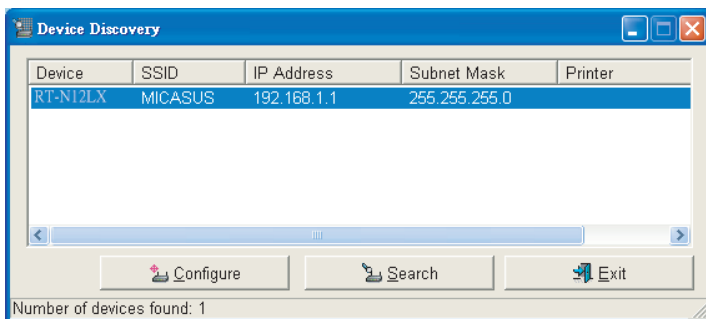 Device Discovery
Device SSID IP Address Subnet Mask Printer
RT-N12LX MICASUS 192.168.1.1 255.255.255.0
Configure Search Exit
Number of devices found: 1